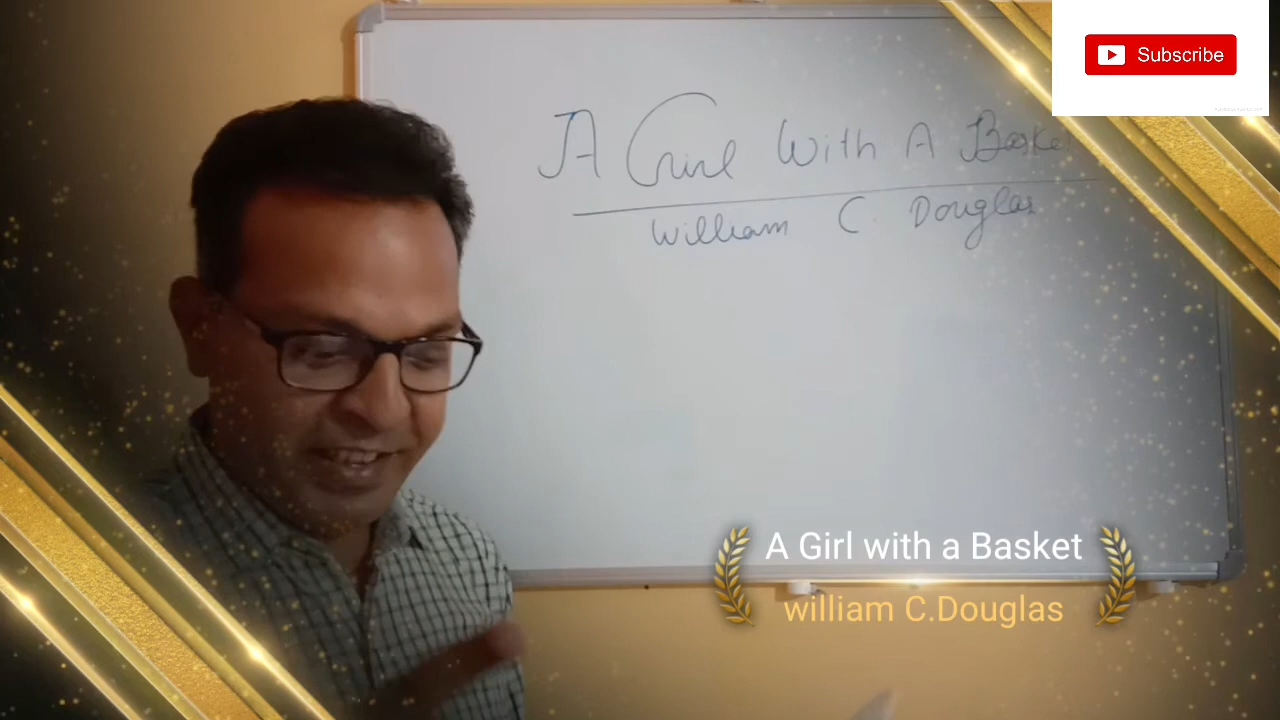 Subscribe
A Girl With A Basket
William C. Douglas
A Girl with a Basket
william C.Douglas